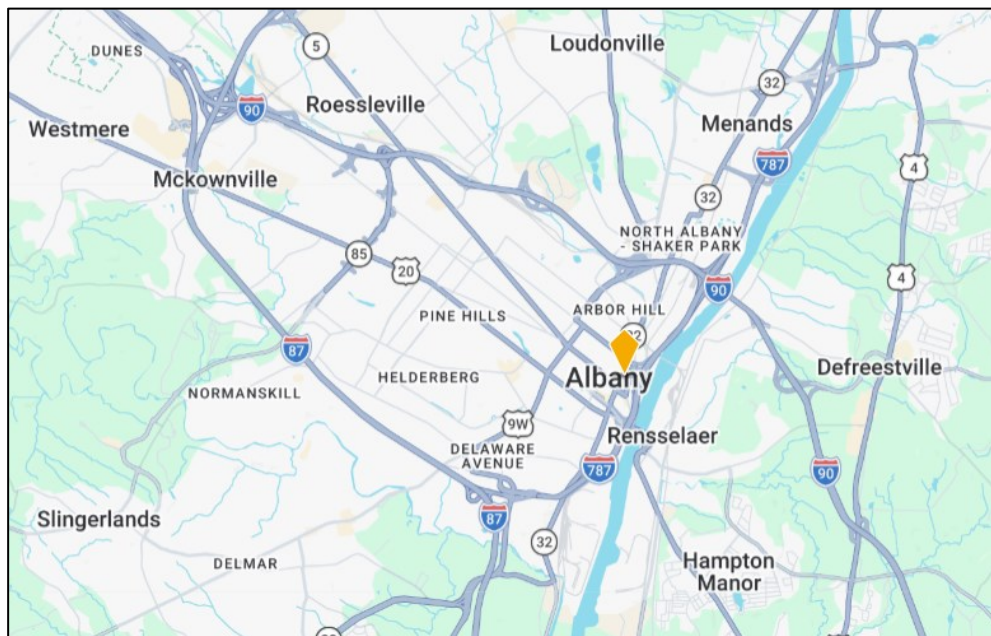 DUNES
5
Loudonville
32
90
Roessleville
Westmere
Menands
787
4
Mckownville
32
NORTH ALBANY
- SHAKER PARK
85
20
90
4
PINE HILLS
ARBOR HILL
87
Albany
Defreestville
HELDERBERG
NORMANSKILL
9W
Rensselaer
DELAWARE
AVENUE
787
90
87
Slingerlands
32
DELMAR
Hampton
Manor